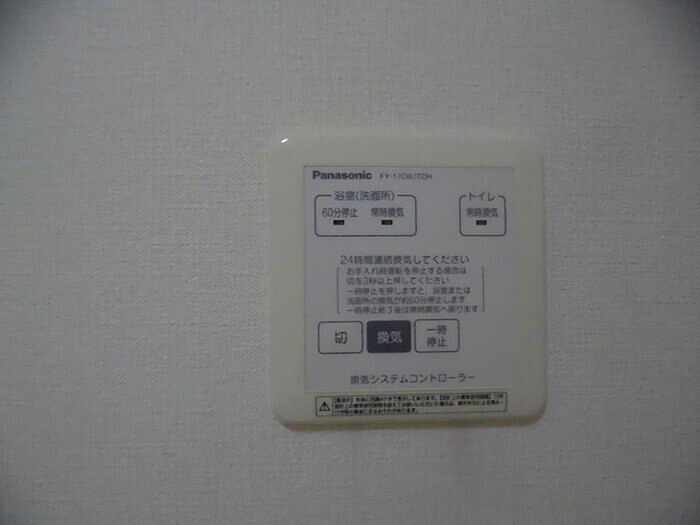 Panasonic FY-17C6UTDH
浴室(洗面所)
トイレ
60分停止 常時換気
常時換気
24時間連続換気してください
お手入れ時運転を停止する場合は
切を3秒以上押してください
一時停止を押しますと、浴室または
洗面所の換気が約60分停止します
一時停止終了後は常時換気へ戻ります
切
換気
一時
停止
換気システムコントローラー